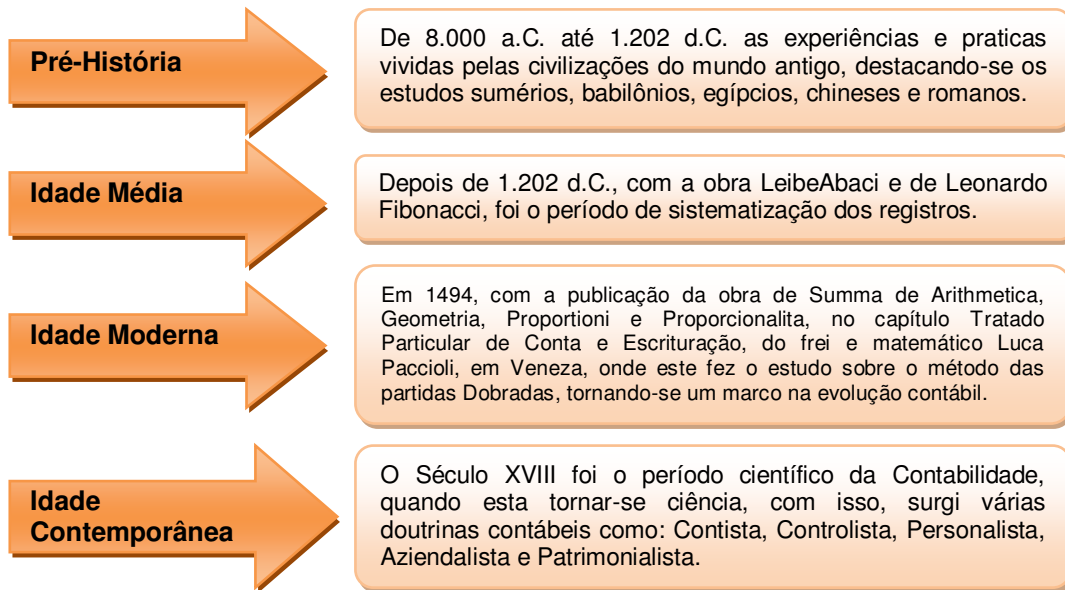 Pré-História
De 8.000 a.C. até 1.202 d.C. as experiências e praticas
vividas pelas civilizações do mundo antigo, destacando-se os
estudos sumérios, babilônios, egípcios, chineses e romanos.
Idade Média
Depois de 1.202 d.C., com a obra LeibeAbaci e de Leonardo
Fibonacci, foi o período de sistematização dos registros.
Idade Moderna
Em 1494, com a publicação da obra de Summa de Arithmetica,
Geometria, Proportioni e Proporcionalita, no capítulo Tratado
Particular de Conta e Escrituração, do frei e matemático Luca
Paccioli, em Veneza, onde este fez o estudo sobre o método das
partidas Dobradas, tornando-se um marco na evolução contábil.
Idade
Contemporânea
O Século XVIII foi o período científico da Contabilidade,
quando esta tornar-se ciência, com isso, surgi várias
doutrinas contábeis como: Contista, Controlista, Personalista,
Aziendalista e Patrimonialista.